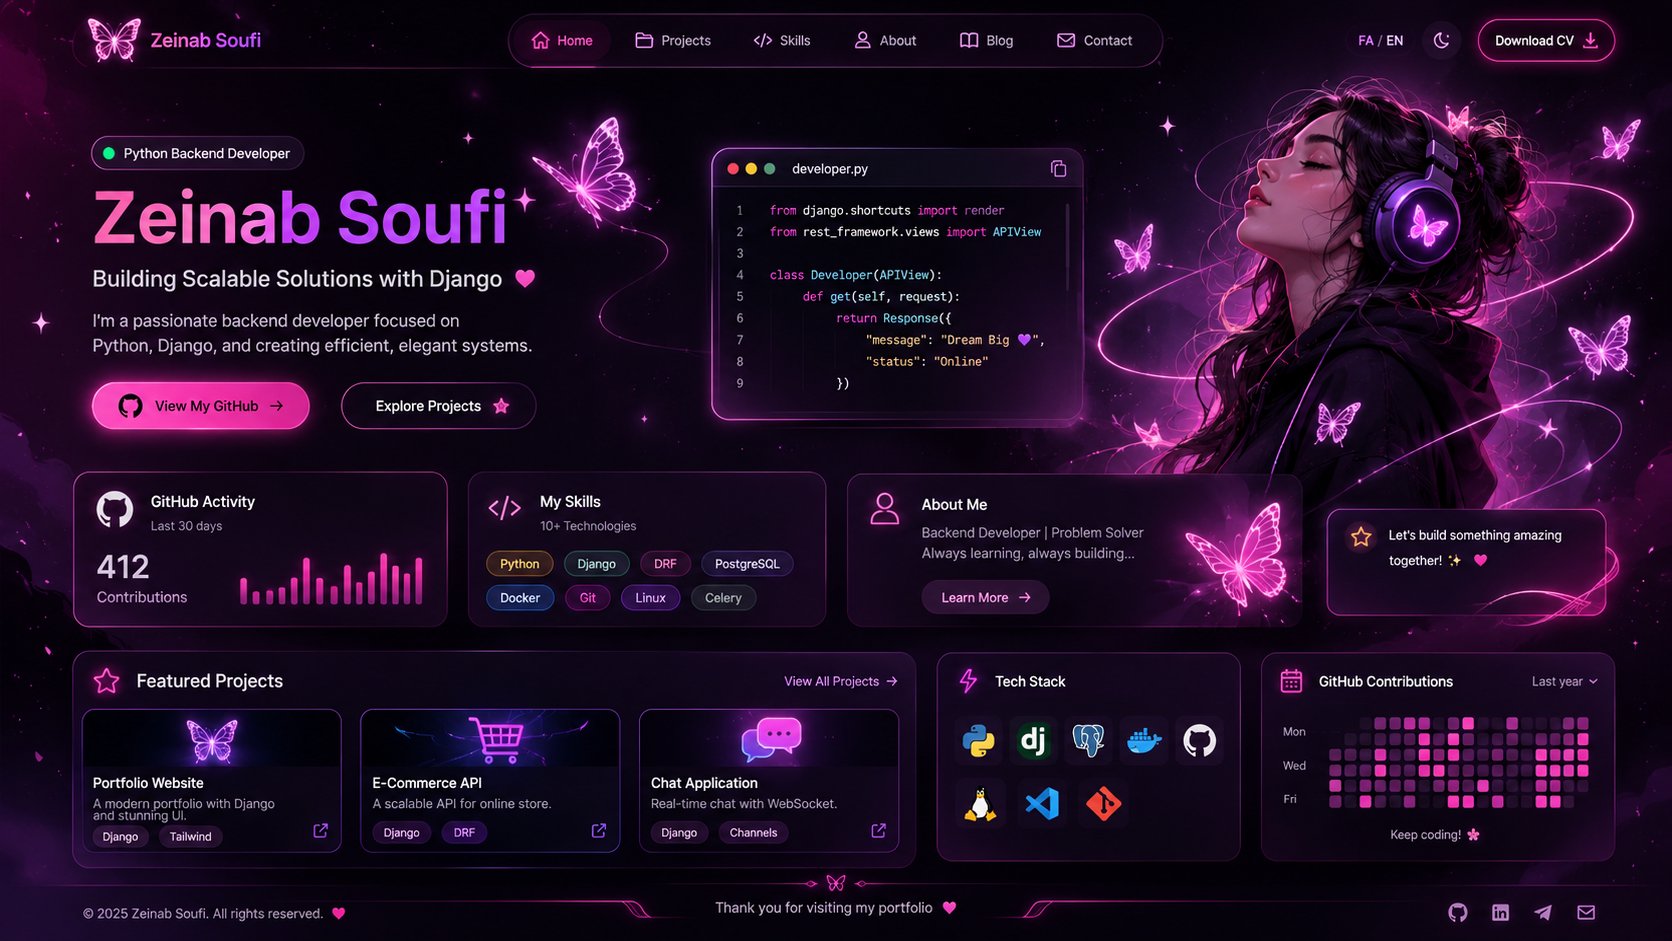 Zeinab Soufi
Home
Projects
Skills
About
Blog
Contact
FA / EN
Download CV
Python Backend Developer
Zeinab Soufi
Building Scalable Solutions with Django
I'm a passionate backend developer focused on
Python, Django, and creating efficient, elegant systems.
View My GitHub →
Explore Projects
developer.py
1 from django.shortcuts import render
2 from rest_framework.views import APIView
3
4 class Developer(APIView):
5 def get(self, request):
6 return Response({
7 "message": "Dream Big 💜",
8 "status": "Online"
9 })
GitHub Activity
Last 30 days
412
Contributions
My Skills
10+ Technologies
Python
Django
DRF
PostgreSQL
Docker
Git
Linux
Celery
About Me
Backend Developer | Problem Solver
Always learning, always building...
Learn More →
Let's build something amazing
together! ✨
Featured Projects
View All Projects →
Portfolio Website
A modern portfolio with Django
and stunning UI.
Django
Tailwind
E-Commerce API
A scalable API for online store.
Django
DRF
Chat Application
Real-time chat with WebSocket.
Django
Channels
Tech Stack
dj
GitHub Contributions
Last year
Mon
Wed
Fri
Keep coding!
© 2025 Zeinab Soufi. All rights reserved.
Thank you for visiting my portfolio
in